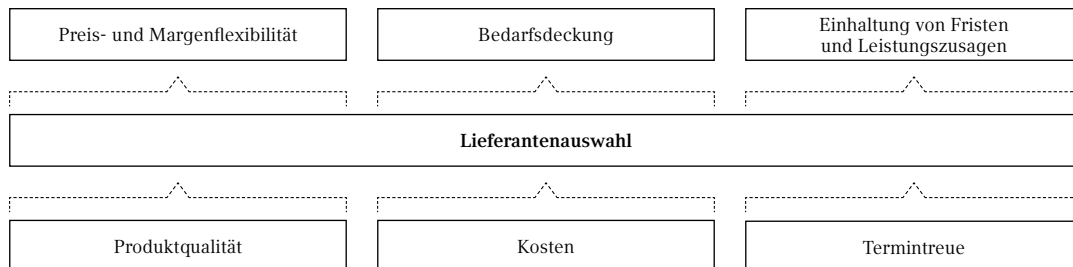 Preis- und Margenflexibilität
Bedarfsdeckung
Einhaltung von Fristen
und Leistungszusagen
Lieferantenauswahl
Produktqualität
Kosten
Termintreue